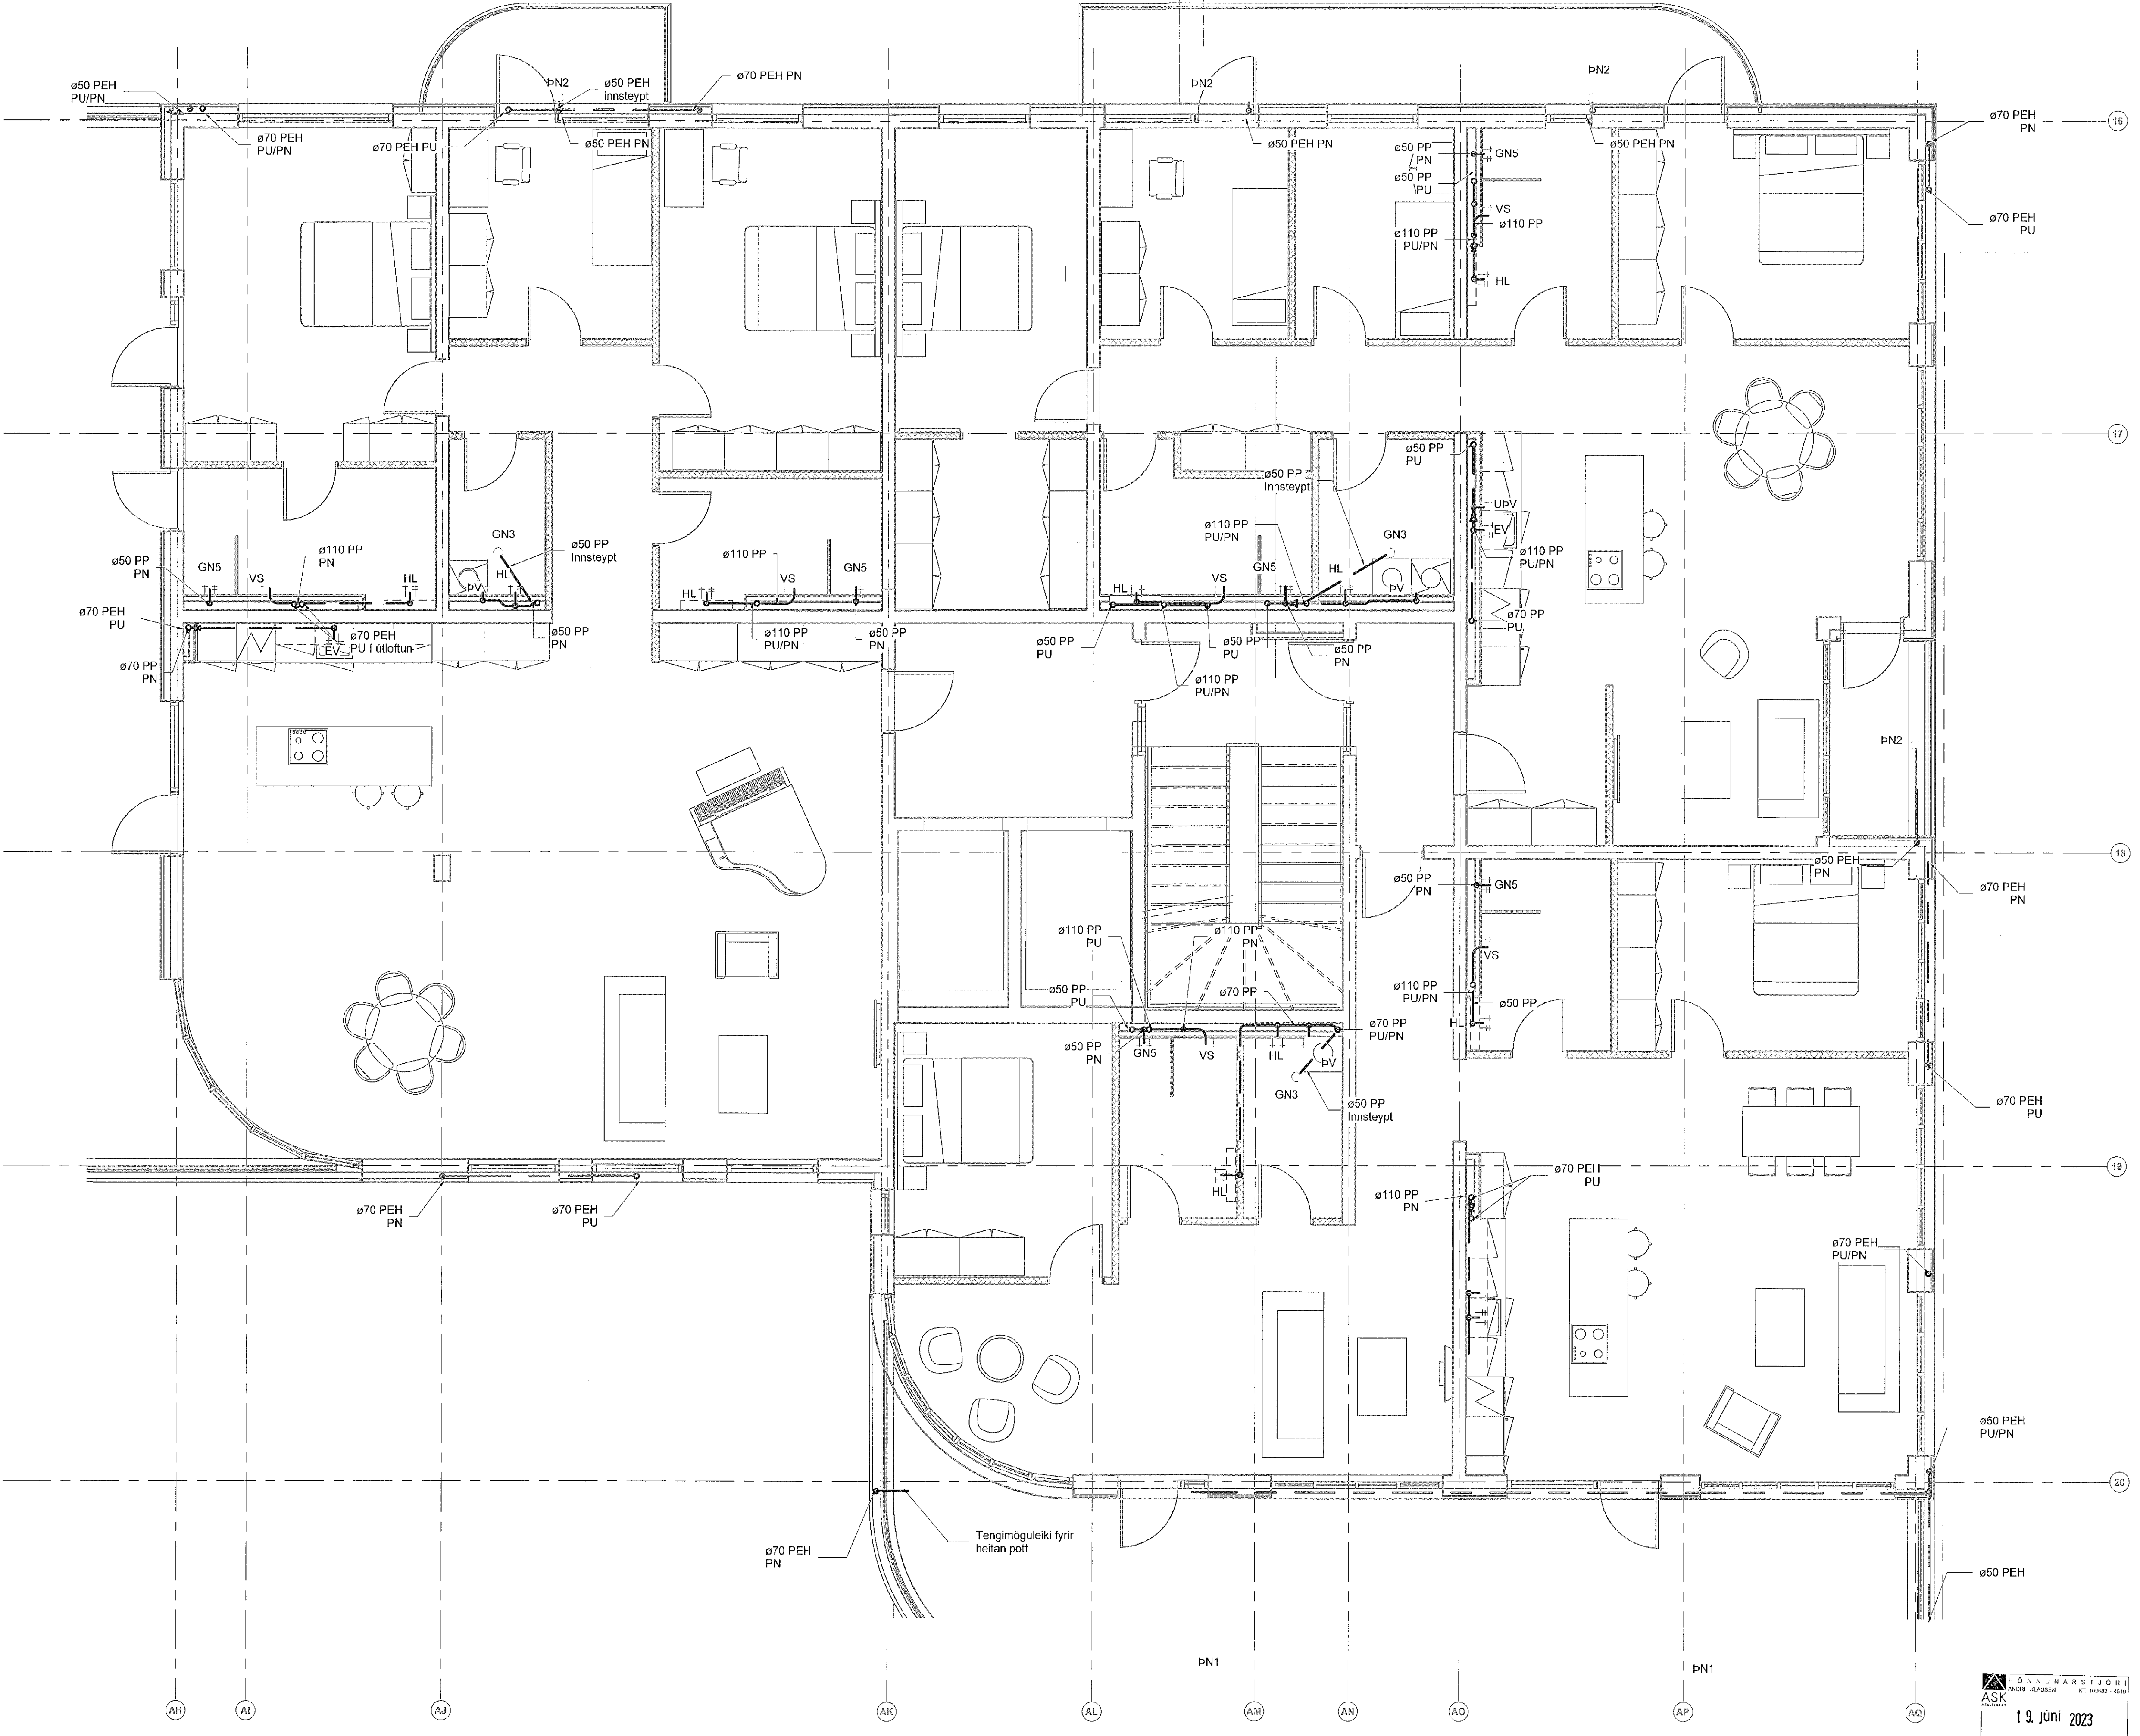 ø50 PEH
PU/PN
ÞN2
ø50 PEH
innsteypt
ø70 PEH PN
ÞN2
ÞN2
ø70 PEH
PU/PN
ø70 PEH PU
ø50 PEH PN
ø50 PEH PN
ø50 PP
PN
GN5
ø50 PEH PN
ø70 PEH
PN
16
ø50 PP
PU
VS
ø110 PP
ø110 PP
PU/PN
HL
ø70 PEH
PU
17
ø50 PP
PU
ø50 PP
Innsteypt
UÞV
EV
ø110 PP
PU/PN
ø70 PP
PU
ø50 PP
PN
GN5
VS
ø110 PP
PN
HL
GN3
HL
ÞV
ø50 PP
Innsteypt
ø110 PP
HL
VS
GN5
ø110 PP
PU/PN
GN3
HL
VS
GN5
HL
ÞV
ø70 PEH
PU
ø70 PP
PN
EV
ø70 PEH
PU í útloftun
ø50 PP
PN
ø110 PP
PU/PN
ø50 PP
PN
ø50 PP
PU
ø50 PP
PU
ø50 PP
PN
ø110 PP
PU/PN
ÞN2
18
ø50 PEH
PN
ø70 PEH
PN
ø50 PP
PN
GN5
VS
ø110 PP
PU/PN
ø50 PP
HL
ø110 PP
PU
ø110 PP
PN
ø50 PP
PU
ø70 PP
ø70 PP
PU/PN
ø50 PP
PN
GN5
VS
HL
ÞV
GN3
ø50 PP
Innsteypt
HL
ø70 PEH
PU
19
ø70 PEH
PU
ø110 PP
PN
ø70 PEH
PN
ø70 PEH
PU
ø70 PEH
PU/PN
ø50 PEH
PU/PN
20
Tengimöguleiki fyrir
heitan pott
ø70 PEH
PN
ø50 PEH
ÞN1
ÞN1
AH
AI
AJ
AK
AL
AM
AN
AO
AP
AQ
HÖNNUNARSTJÓRI
ANDRI KLAUSEN
ASK
19. júní 2023